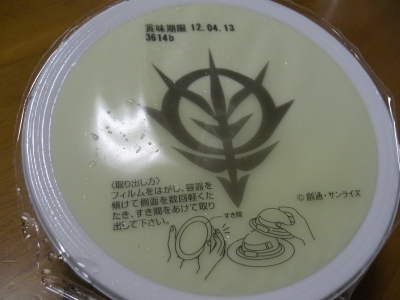 賞味期限 12.04.13
3614b
〈取り出し方〉
フィルムをはがし、容器を
傾けて側面を数回軽くた
たき、すき間をあけて取り
出して下さい。
すき間
©創通・サンライズ